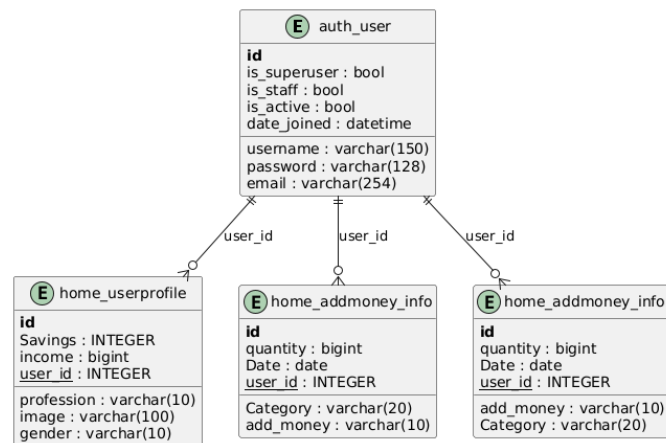 E auth_user
id
is_superuser : bool
is_staff : bool
is_active : bool
date_joined : datetime
username : varchar(150)
password : varchar(128)
email : varchar(254)
user_id
user_id
user_id
E home_userprofile
id
Savings : INTEGER
income : bigint
user_id : INTEGER
profession : varchar(10)
image : varchar(100)
gender : varchar(10)
E home_addmoney_info
id
quantity : bigint
Date : date
user_id : INTEGER
Category : varchar(20)
add_money : varchar(10)
E home_addmoney_info
id
quantity : bigint
Date : date
user_id : INTEGER
add_money : varchar(10)
Category : varchar(20)